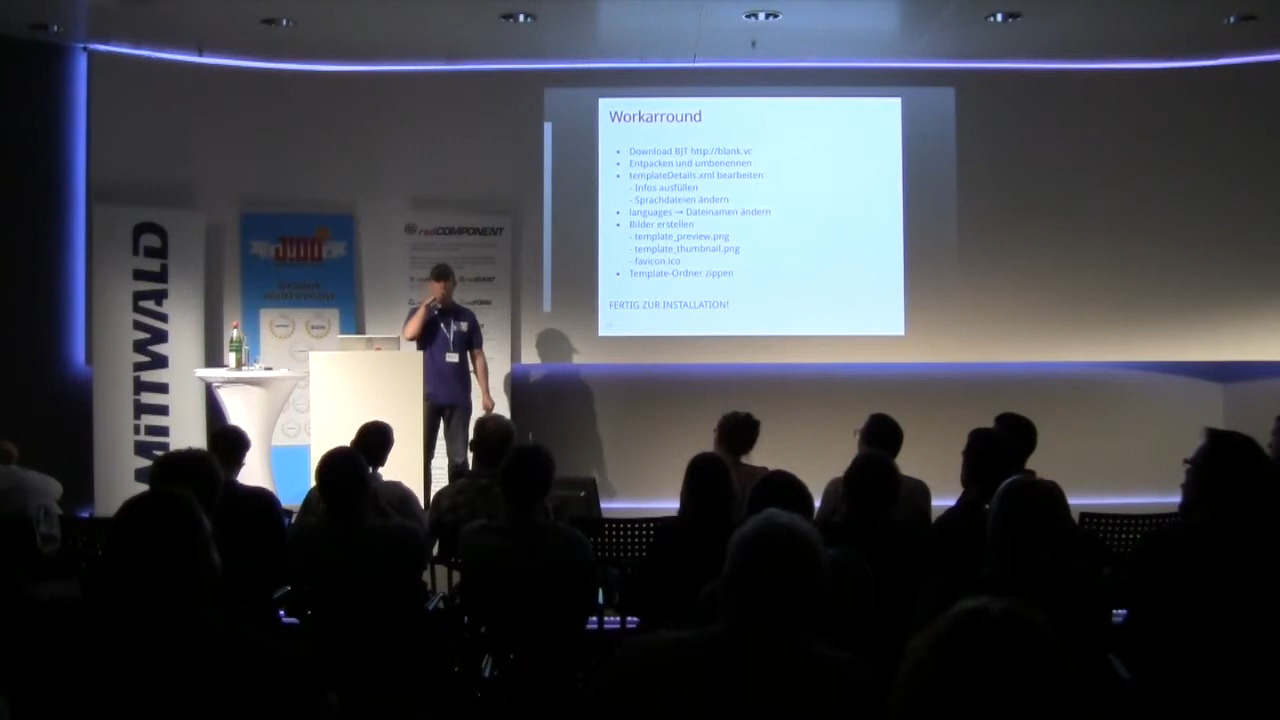 Workarround
Download BJT http://blank.vc
Entpacken und umbenennen
templateDetails.xml bearbeiten
- Infos ausfüllen
- Sprachdateien ändern
languages → Dateinamen ändern
Bilder erstellen
- template_preview.png
- template_thumbnail.png
- favicon.ico
Template-Ordner zippen
FERTIG ZUR INSTALLATION!
MiTTWALD
redCOMPONENT